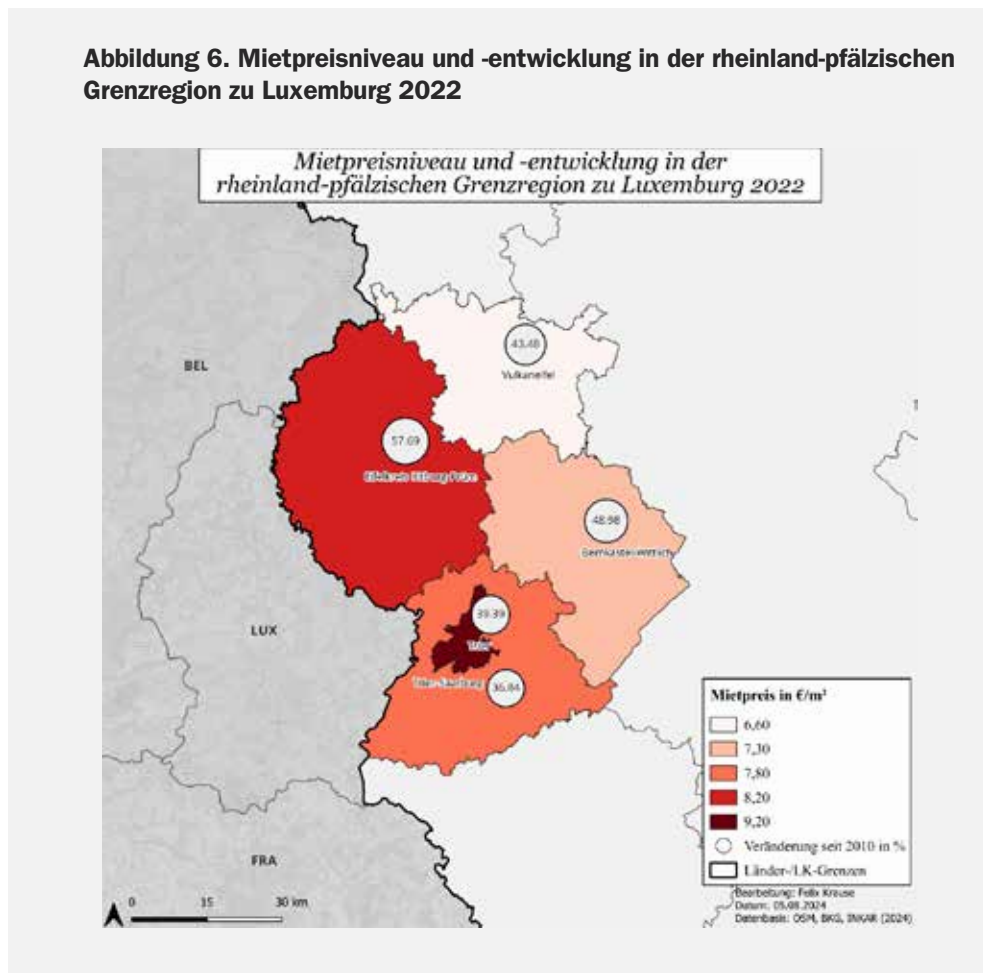 Abbildung 6. Mietpreisniveau und -entwicklung in der rheinland-pfälzischen
Grenzregion zu Luxemburg 2022
Mietpreisniveau und -entwicklung in der
rheinland-pfälzischen Grenzregion zu Luxemburg 2022
43.48
Vulkaneifel
BEL
57.69
48.98
Bernkastel-Wittlich
39.39
Trier
LUX
36.84
Mietpreis in €/m²
6,60
7,30
7,80
8,20
9,20
Veränderung seit 2010 in %
Länder-/LK-Grenzen
FRA
0 15 30 km
Bearbeitung: Felix Krause
Datum: 05.08.2024
Datenbasis: OSM, BKG, INKAR (2024)